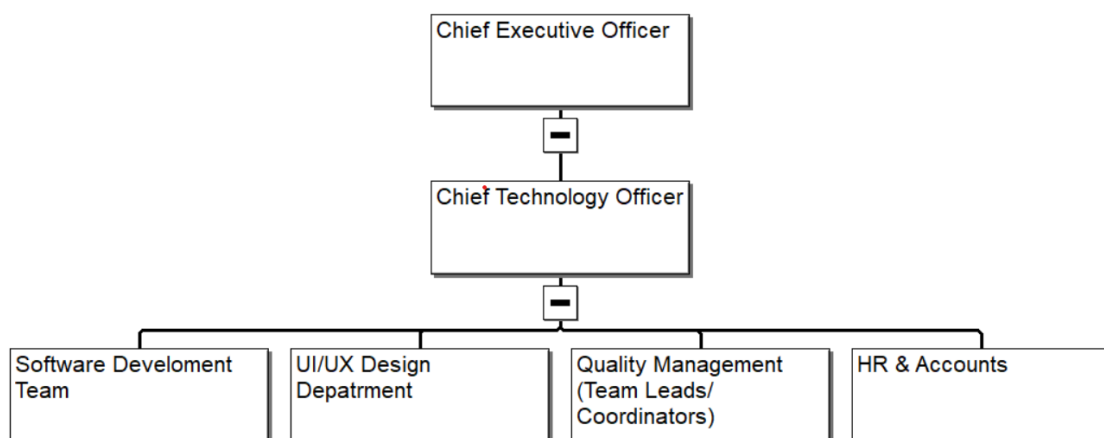 Chief Executive Officer
Chief Technology Officer
Software Develoment
Team
UI/UX Design
Depatrment
Quality Management
(Team Leads/
Coordinators)
HR & Accounts